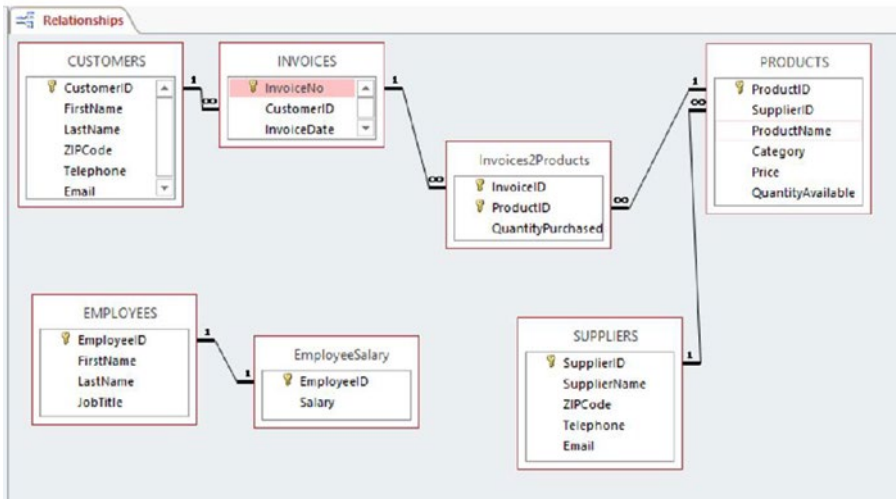 Relationships
CUSTOMERS
CustomerID
FirstName
LastName
ZIPCode
Telephone
Email
1
∞
INVOICES
InvoiceNo
CustomerID
InvoiceDate
1
∞
Invoices2Products
InvoiceID
ProductID
QuantityPurchased
∞
1
∞
PRODUCTS
ProductID
SupplierID
ProductName
Category
Price
QuantityAvailable
EMPLOYEES
EmployeeID
FirstName
LastName
JobTitle
1
1
EmployeeSalary
EmployeeID
Salary
SUPPLIERS
SupplierID
SupplierName
ZIPCode
Telephone
Email
1